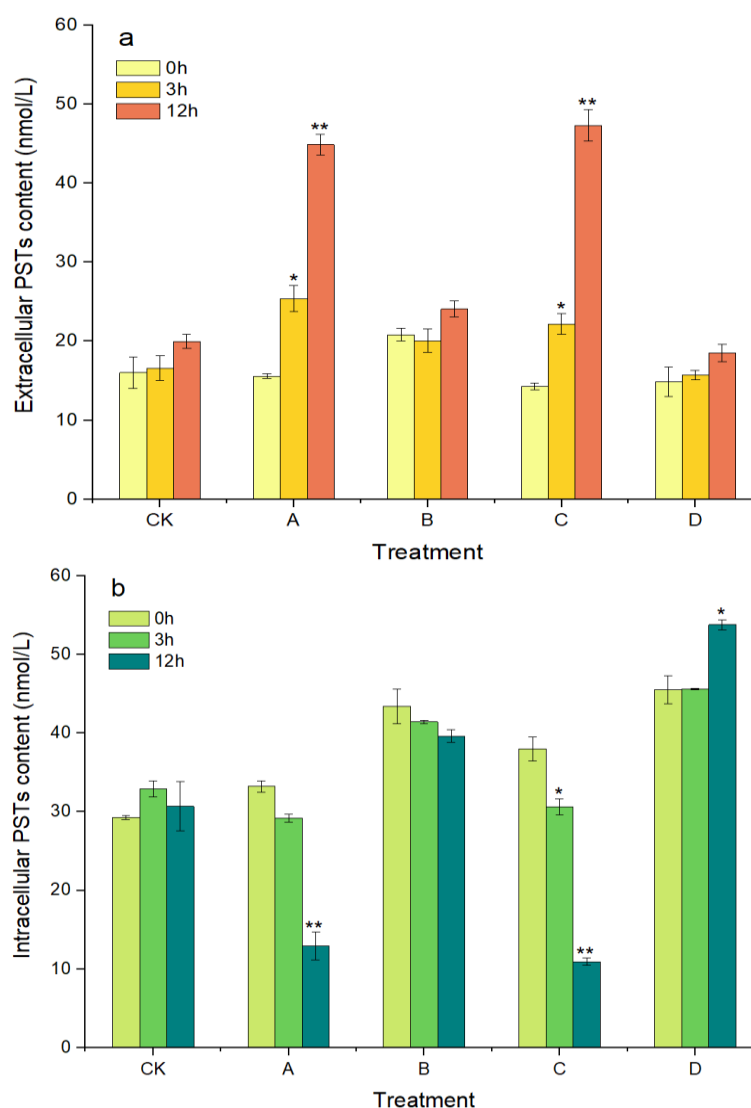 a
0h
3h
12h
Extracellular PSTs content (nmol/L)
60
50
40
30
20
10
0
**
*
**
*
CK A B C D
Treatment
b
0h
3h
12h
Intracellular PSTs content (nmol/L)
60
50
40
30
20
10
0
*
*
**
**
CK A B C D
Treatment